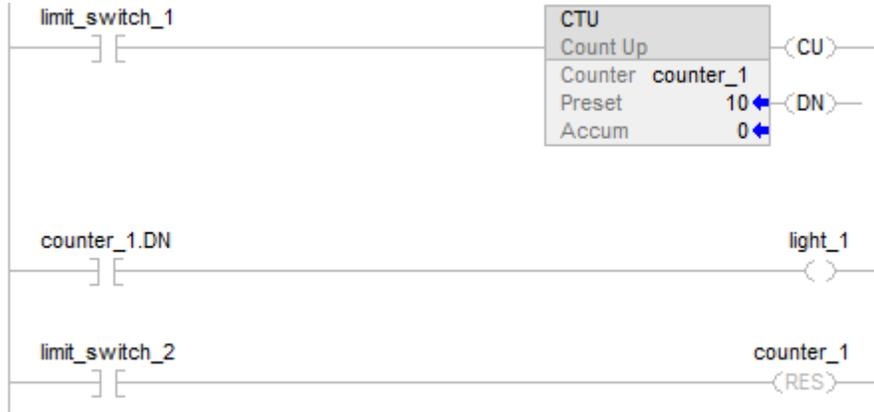 limit_switch_1
CTU
Count Up
CU
Counter counter_1
Preset 10
DN
Accum 0
counter_1.DN
light_1
limit_switch_2
counter_1
RES